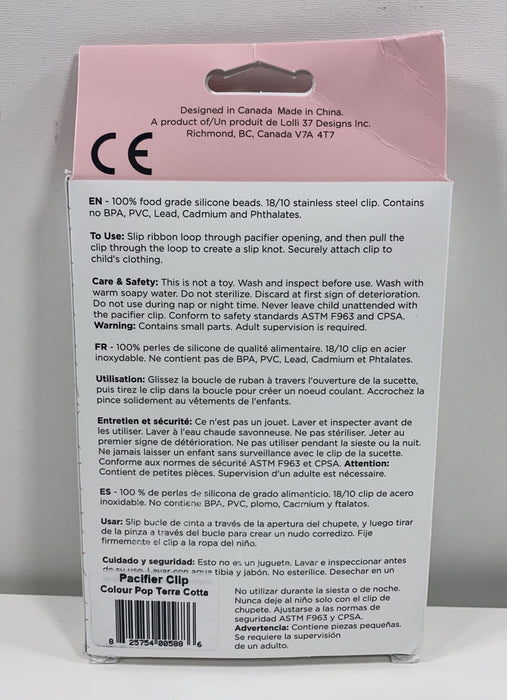 Designed in Canada Made in China.
A product of/Un produit de Lolli 37 Designs Inc.
Richmond, BC, Canada V7A 4T7
CE
EN - 100% food grade silicone beads. 18/10 stainless steel clip. Contains
no BPA, PVC, Lead, Cadmium and Phthalates.
To Use: Slip ribbon loop through pacifier opening, and then pull the
clip through the loop to create a slip knot. Securely attach clip to
child's clothing.
Care & Safety: This is not a toy. Wash and inspect before use. Wash with
warm soapy water. Do not sterilize. Discard at first sign of deterioration.
Do not use during nap or night time. Never leave child unattended with
the pacifier clip. Conform to safety standards ASTM F963 and CPSA.
Warning: Contains small parts. Adult supervision is required.
FR - 100% perles de silicone de qualité alimentaire. 18/10 clip en acier
inoxydable. Ne contient pas de BPA, PVC, Lead, Cadmium et Phtalates.
Utilisation: Glissez la boucle de ruban à travers l'ouverture de la sucette,
puis tirez le clip dans la boucle pour créer un noeud coulant. Accrochez la
pince solidement au vêtements de l'enfants.
Entretien et sécurité: Ce n'est pas un jouet. Laver et inspecter avant de
les utiliser. Laver à l'eau chaude savonneuse. Ne pas stériliser. Jeter au
premier signe de détérioration. Ne pas utiliser pendant la sieste ou la nuit.
Ne jamais laisser un enfant sans surveillance avec le clip de la sucette.
Conforme aux normes de sécurité ASTM F963 et CPSA. Attention:
Contient de petites pièces. Supervision d'un adulte est nécessaire.
ES - 100 % de perlas de silicona de grado alimenticio. 18/10 clip de acero
inoxidable. No contiene BPA, PVC, plomo, Cacmium y ftalatos.
Usar: Slip bucle de cinta a través de la apertura del chupete, y luego tirar
de la pinza a través del bucle para crear un nudo corredizo. Fije
firmemente el clip a la ropa del niño.
Cuidado y seguridad: Esto no es un juguete. Lavar e inspeccionar antes
de su uso. Lavar con agua tibia y jabón. No esterilice. Desechar en un
No utilizar durante la siesta o de noche.
Nunca deje al niño solo con el clip de
chupete. Ajustarse a las normas de
seguridad ASTM F963 y CPSA.
Advertencia: Contiene piezas pequeñas.
Se requiere la supervisión
de un adulto.
Pacifier Clip
Colour Pop Terra Cotta
8 25754 00588 6